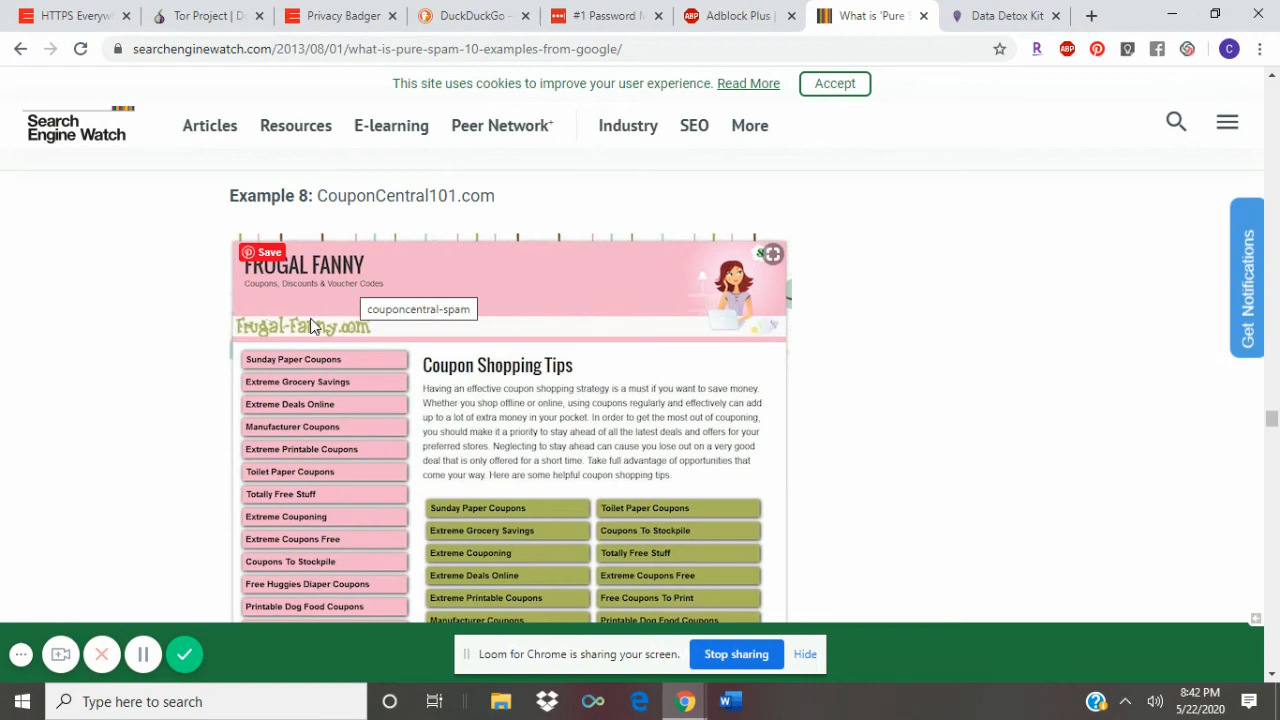 HTTPS Everyw
Tor Project | Do
Privacy Badger
DuckDuckGo —
#1 Password M
Adblock Plus |
What is 'Pure S
Data Detox Kit
searchenginewatch.com/2013/08/01/what-is-pure-spam-10-examples-from-google/
This site uses cookies to improve your user experience. Read More Accept
Search
Engine Watch
Articles Resources E-learning Peer Network+ Industry SEO More
Example 8: CouponCentral101.com
Save
FRUGAL FANNY
Coupons, Discounts & Voucher Codes
couponcentral-spam
Frugal-Fanny.com
Get Notifications
Sunday Paper Coupons
Extreme Grocery Savings
Extreme Deals Online
Manufacturer Coupons
Extreme Printable Coupons
Toilet Paper Coupons
Totally Free Stuff
Extreme Couponing
Extreme Coupons Free
Coupons To Stockpile
Free Huggies Diaper Coupons
Printable Dog Food Coupons
Coupon Shopping Tips
Having an effective coupon shopping strategy is a must if you want to save money.
Whether you shop offline or online, using coupons regularly and effectively can add
up to a lot of extra money in your pocket. In order to get the most out of couponing,
you should make it a priority to stay ahead of all the latest deals and offers for your
preferred stores. Neglecting to stay ahead can cause you lose out on a very good
deal that is only offered for a short time. Take full advantage of opportunities that
come your way. Here are some helpful coupon shopping tips.
Sunday Paper Coupons Toilet Paper Coupons
Extreme Grocery Savings Coupons To Stockpile
Extreme Couponing Totally Free Stuff
Extreme Deals Online Extreme Coupons Free
Extreme Printable Coupons Free Coupons To Print
Manufacturer Coupons Printable Dog Food Coupons
Loom for Chrome is sharing your screen. Stop sharing Hide
Type here to search
8:42 PM
5/22/2020